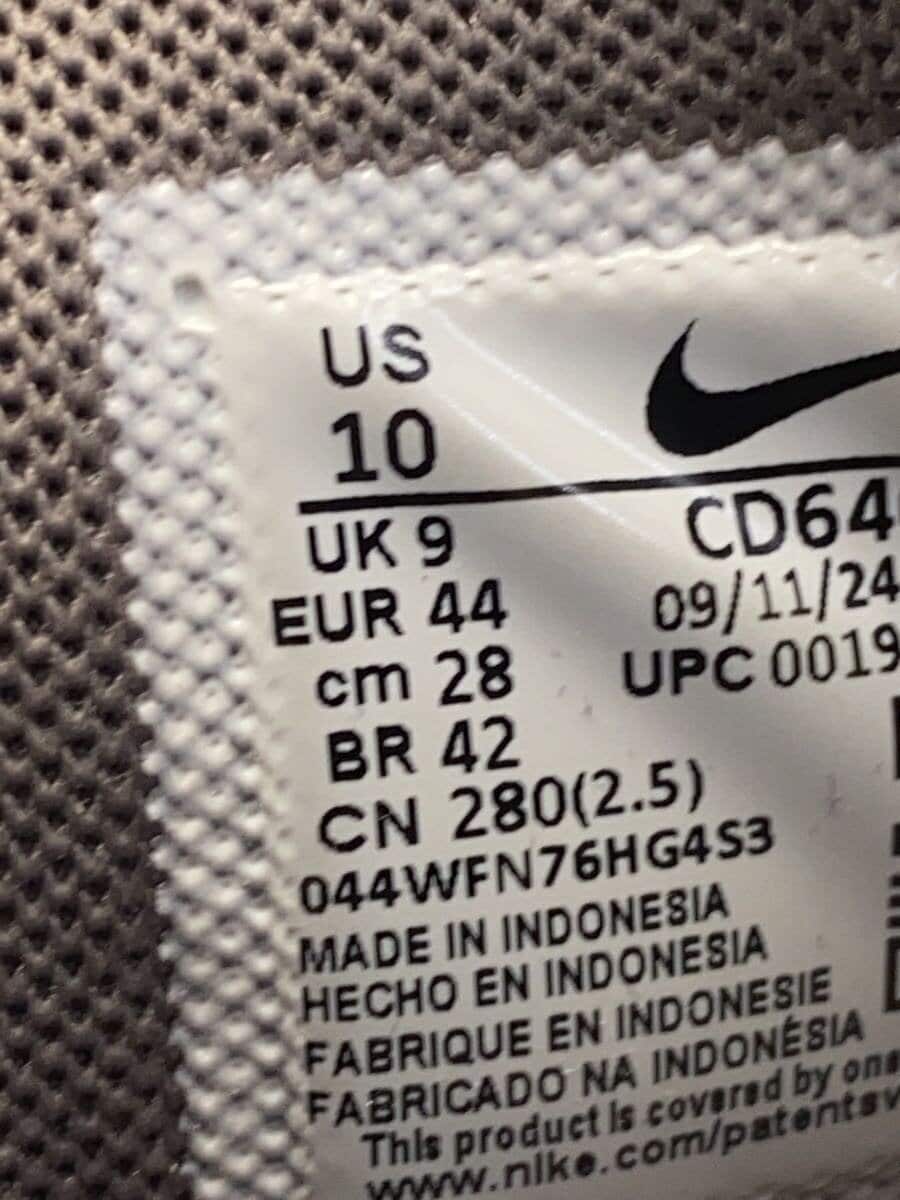 US
10
UK 9
EUR 44
cm 28
BR 42
CN 280(2.5)
CD64
09/11/24
UPC 0019
044WFN76HG4S3
MADE IN INDONESIA
HECHO EN INDONESIA
FABRIQUE EN INDONESIE
FABRICADO NA INDONÉSIA
This product is covered by one
www.nike.com/patents